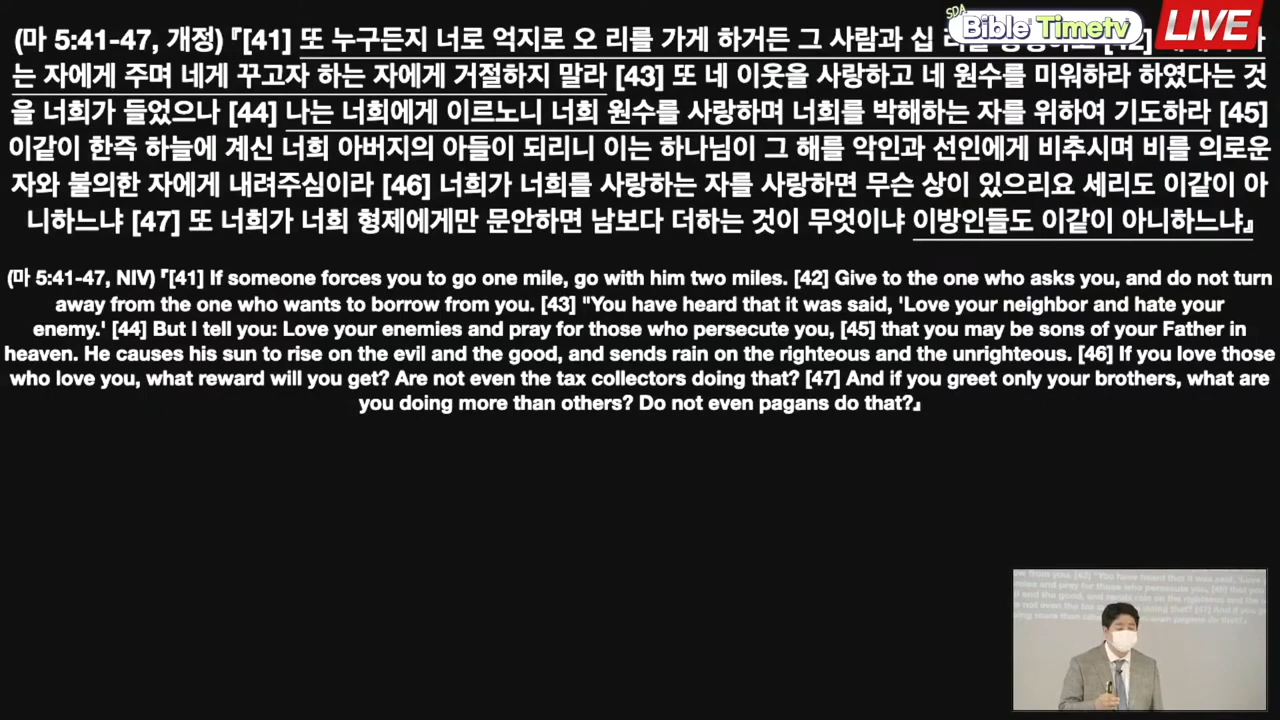 (마 5:41-47, 개정)『[41] 또 누구든지 너로 억지로 오 리를 가게 하거든 그 사람과 십
는 자에게 주며 네게 꾸고자 하는 자에게 거절하지 말라 [43] 또 네 이웃을 사랑하고 네 원수를 미워하라 하였다는 것
을 너희가 들었으나 [44] 나는 너희에게 이르노니 너희 원수를 사랑하며 너희를 박해하는 자를 위하여 기도하라 [45]
이같이 한즉 하늘에 계신 너희 아버지의 아들이 되리니 이는 하나님이 그 해를 악인과 선인에게 비추시며 비를 의로운
자와 불의한 자에게 내려주심이라 [46] 너희가 너희를 사랑하는 자를 사랑하면 무슨 상이 있으리요 세리도 이같이 아
니하느냐 [47] 또 너희가 너희 형제에게만 문안하면 남보다 더하는 것이 무엇이냐 이방인들도 이같이 아니하느냐』
SDA
Bible Timetv
LIVE
(마 5:41-47, NIV)『[41] If someone forces you to go one mile, go with him two miles. [42] Give to the one who asks you, and do not turn
away from the one who wants to borrow from you. [43] "You have heard that it was said, 'Love your neighbor and hate your
enemy.' [44] But I tell you: Love your enemies and pray for those who persecute you, [45] that you may be sons of your Father in
heaven. He causes his sun to rise on the evil and the good, and sends rain on the righteous and the unrighteous. [46] If you love those
who love you, what reward will you get? Are not even the tax collectors doing that? [47] And if you greet only your brothers, what are
you doing more than others? Do not even pagans do that?』